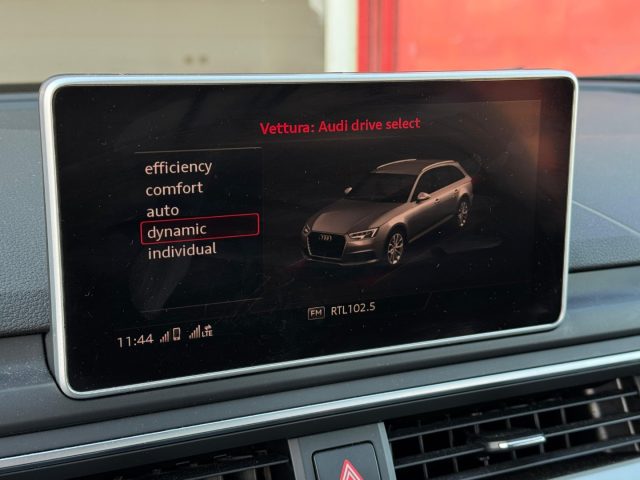 Vettura: Audi drive select
efficiency
comfort
auto
dynamic
individual
FM RTL102.5
11:44 LTE